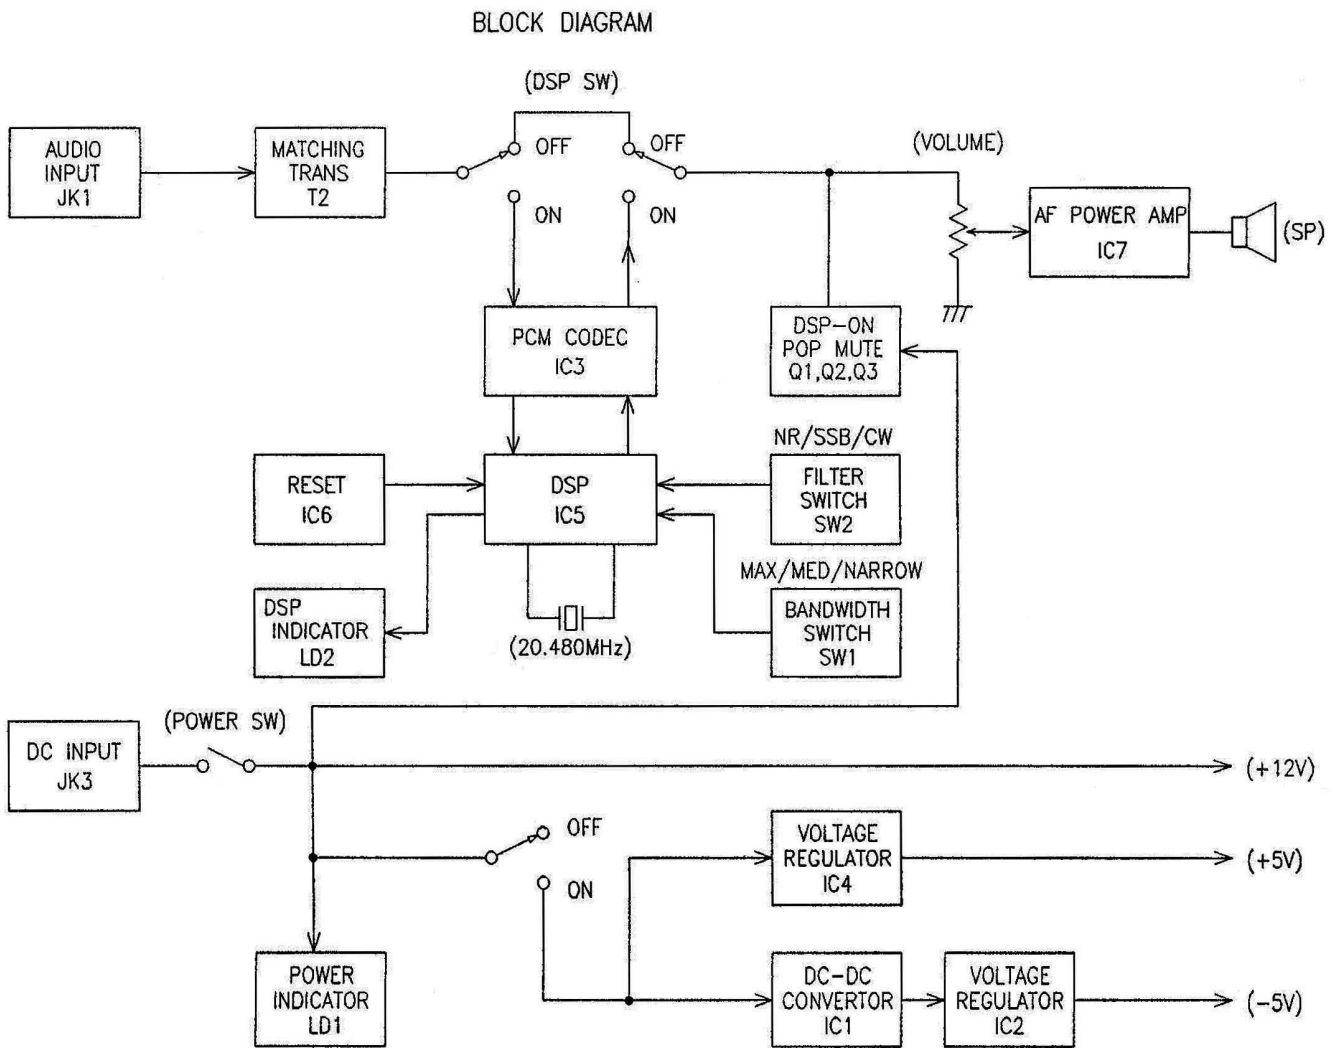 BLOCK DIAGRAM
(DSP SW)
AUDIO
INPUT
JK1
MATCHING
TRANS
T2
OFF
OFF
ON
ON
(VOLUME)
AF POWER AMP
IC7
(SP)
PCM CODEC
IC3
DSP-ON
POP MUTE
Q1,Q2,Q3
RESET
IC6
DSP
IC5
NR/SSB/CW
FILTER
SWITCH
SW2
DSP
INDICATOR
LD2
(20.480MHz)
MAX/MED/NARROW
BANDWIDTH
SWITCH
SW1
DC INPUT
JK3
(POWER SW)
(+12V)
OFF
ON
VOLTAGE
REGULATOR
IC4
(+5V)
POWER
INDICATOR
LD1
DC-DC
CONVERTOR
IC1
VOLTAGE
REGULATOR
IC2
(-5V)